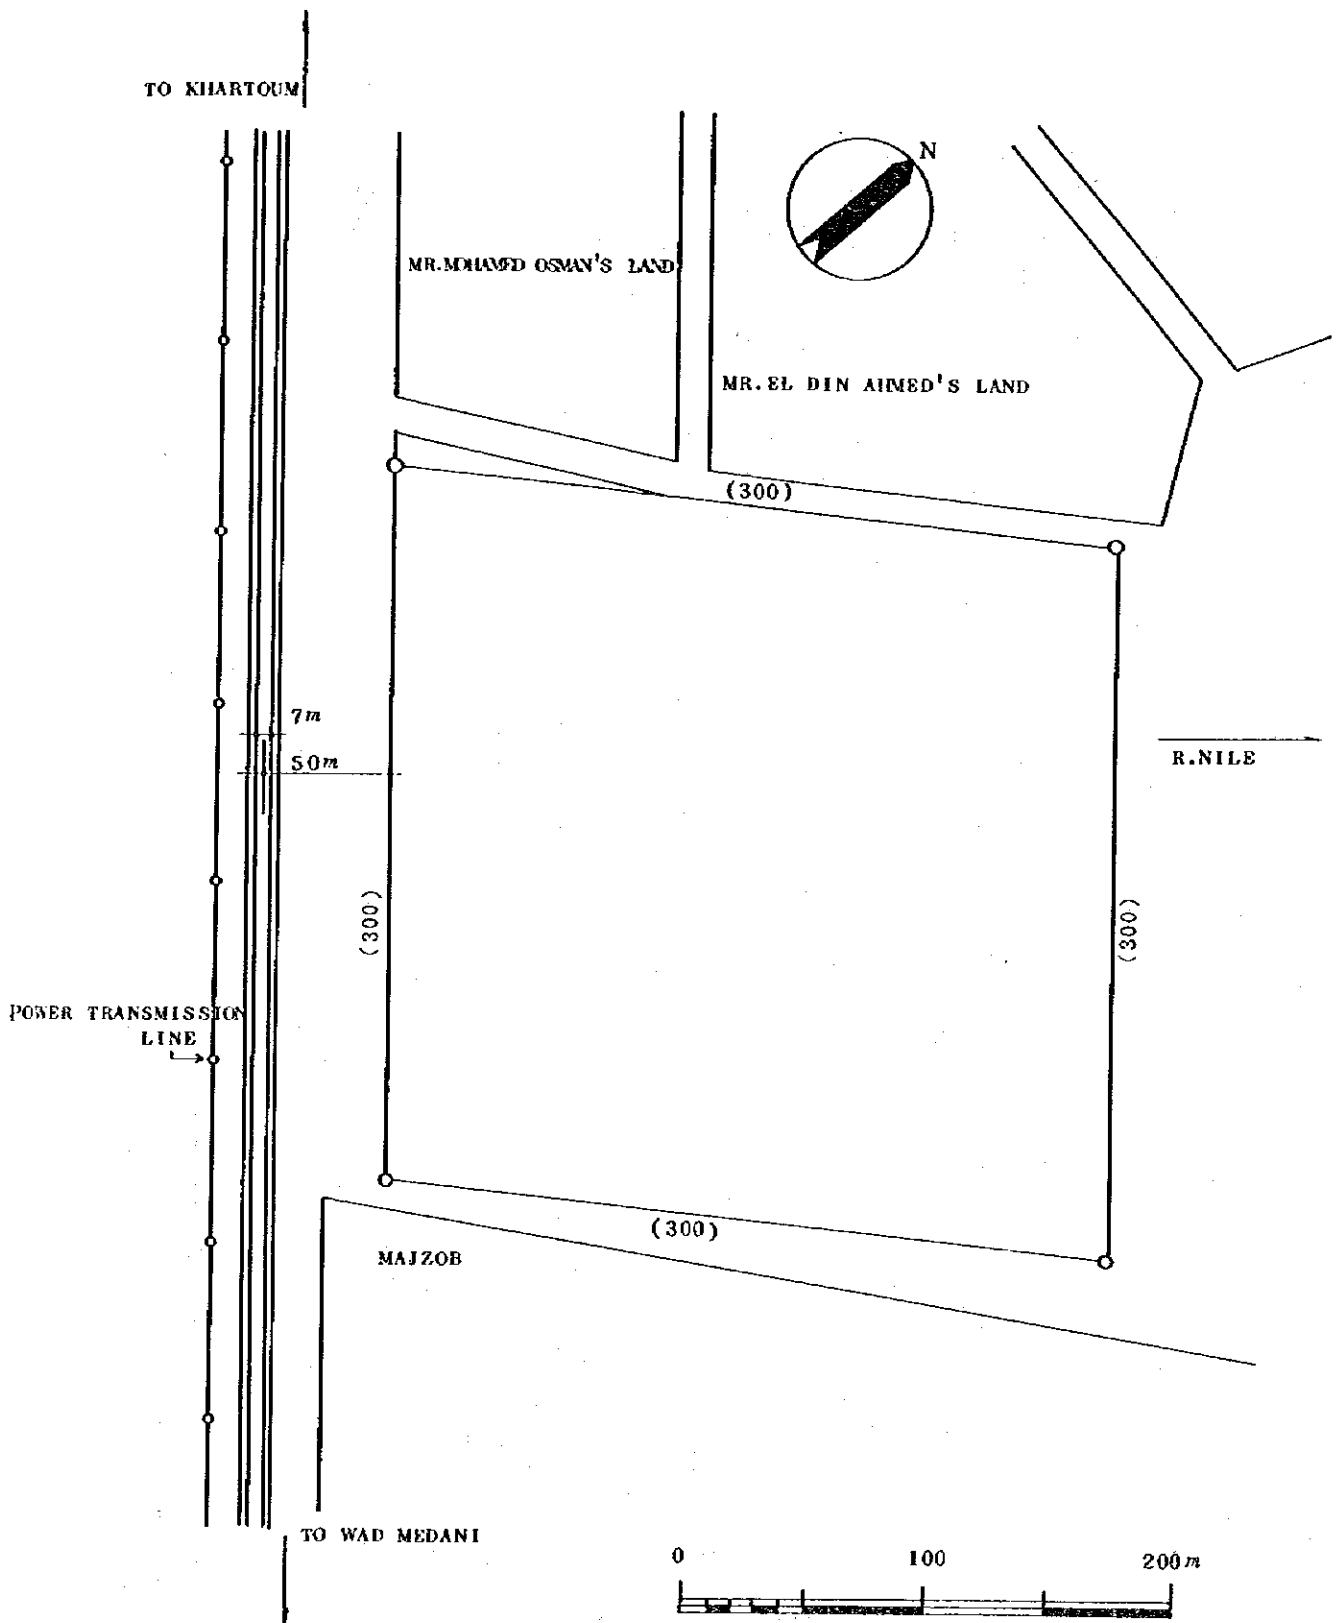 TO KHARTOUM
N
MR.MOHAMED OSMAN'S LAND
MR.EL DIN AHMED'S LAND
(300)
7m
50m
R.NILE
(300)
(300)
POWER TRANSMISSION
LINE
(300)
MAJZOB
TO WAD MEDANI
0 100 200m